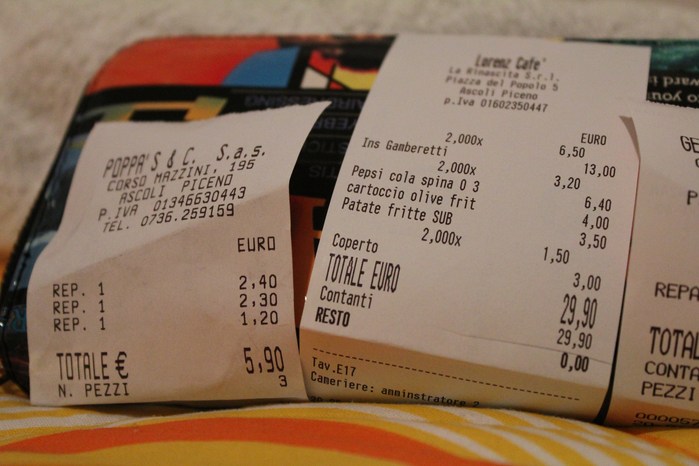 POPPA'S & C. S.a.s.
CORSO MAZZINI, 195
ASCOLI PICENO
P.IVA 01346630443
TEL. 0736.259159
EURO
REP. 1 2,40
REP. 1 2,30
REP. 1 1,20
TOTALE € 5,90
N. PEZZI 3
Lorenz Cafe'
La Rinascita S.r.l.
Piazza del Popolo 5
Ascoli Piceno
p.Iva 01602350447
EURO
2,000x 6,50
Ins Gamberetti 13,00
2,000x 3,20
Pepsi cola spina 0 3 6,40
cartoccio olive frit 4,00
Patate fritte SUB 3,50
2,000x 1,50
Coperto 3,00
TOTALE EURO 29,90
Contanti 29,90
RESTO 0,00
Tav.E17
Cameriere: amminstratore 2
GE
P
REPA
TOTAL
CONTA
PEZZI